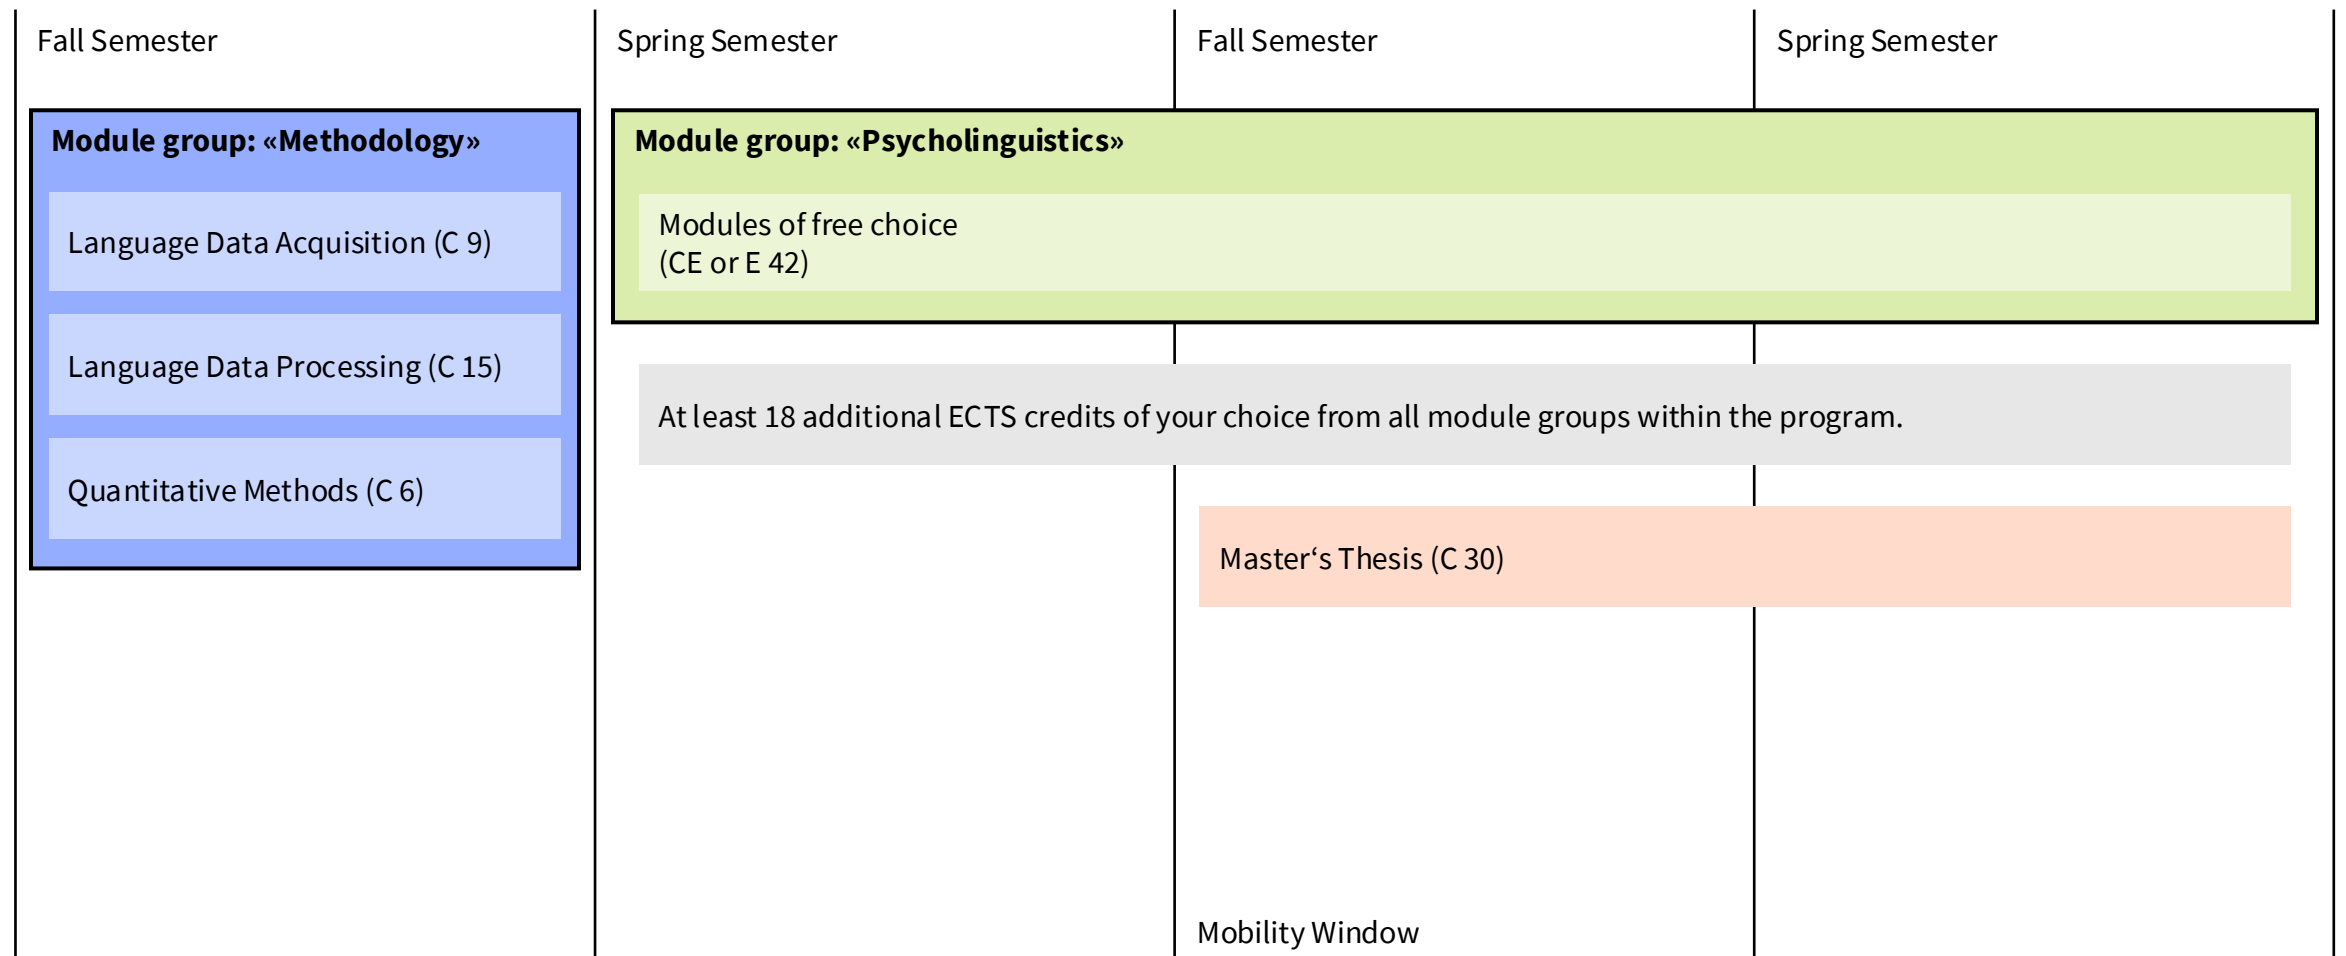 Fall Semester
Spring Semester
Fall Semester
Spring Semester
Module group: «Methodology»
Language Data Acquisition (C 9)
Language Data Processing (C 15)
Quantitative Methods (C 6)
Module group: «Psycholinguistics»
Modules of free choice
(CE or E 42)
At least 18 additional ECTS credits of your choice from all module groups within the program.
Master‘s Thesis (C 30)
Mobility Window